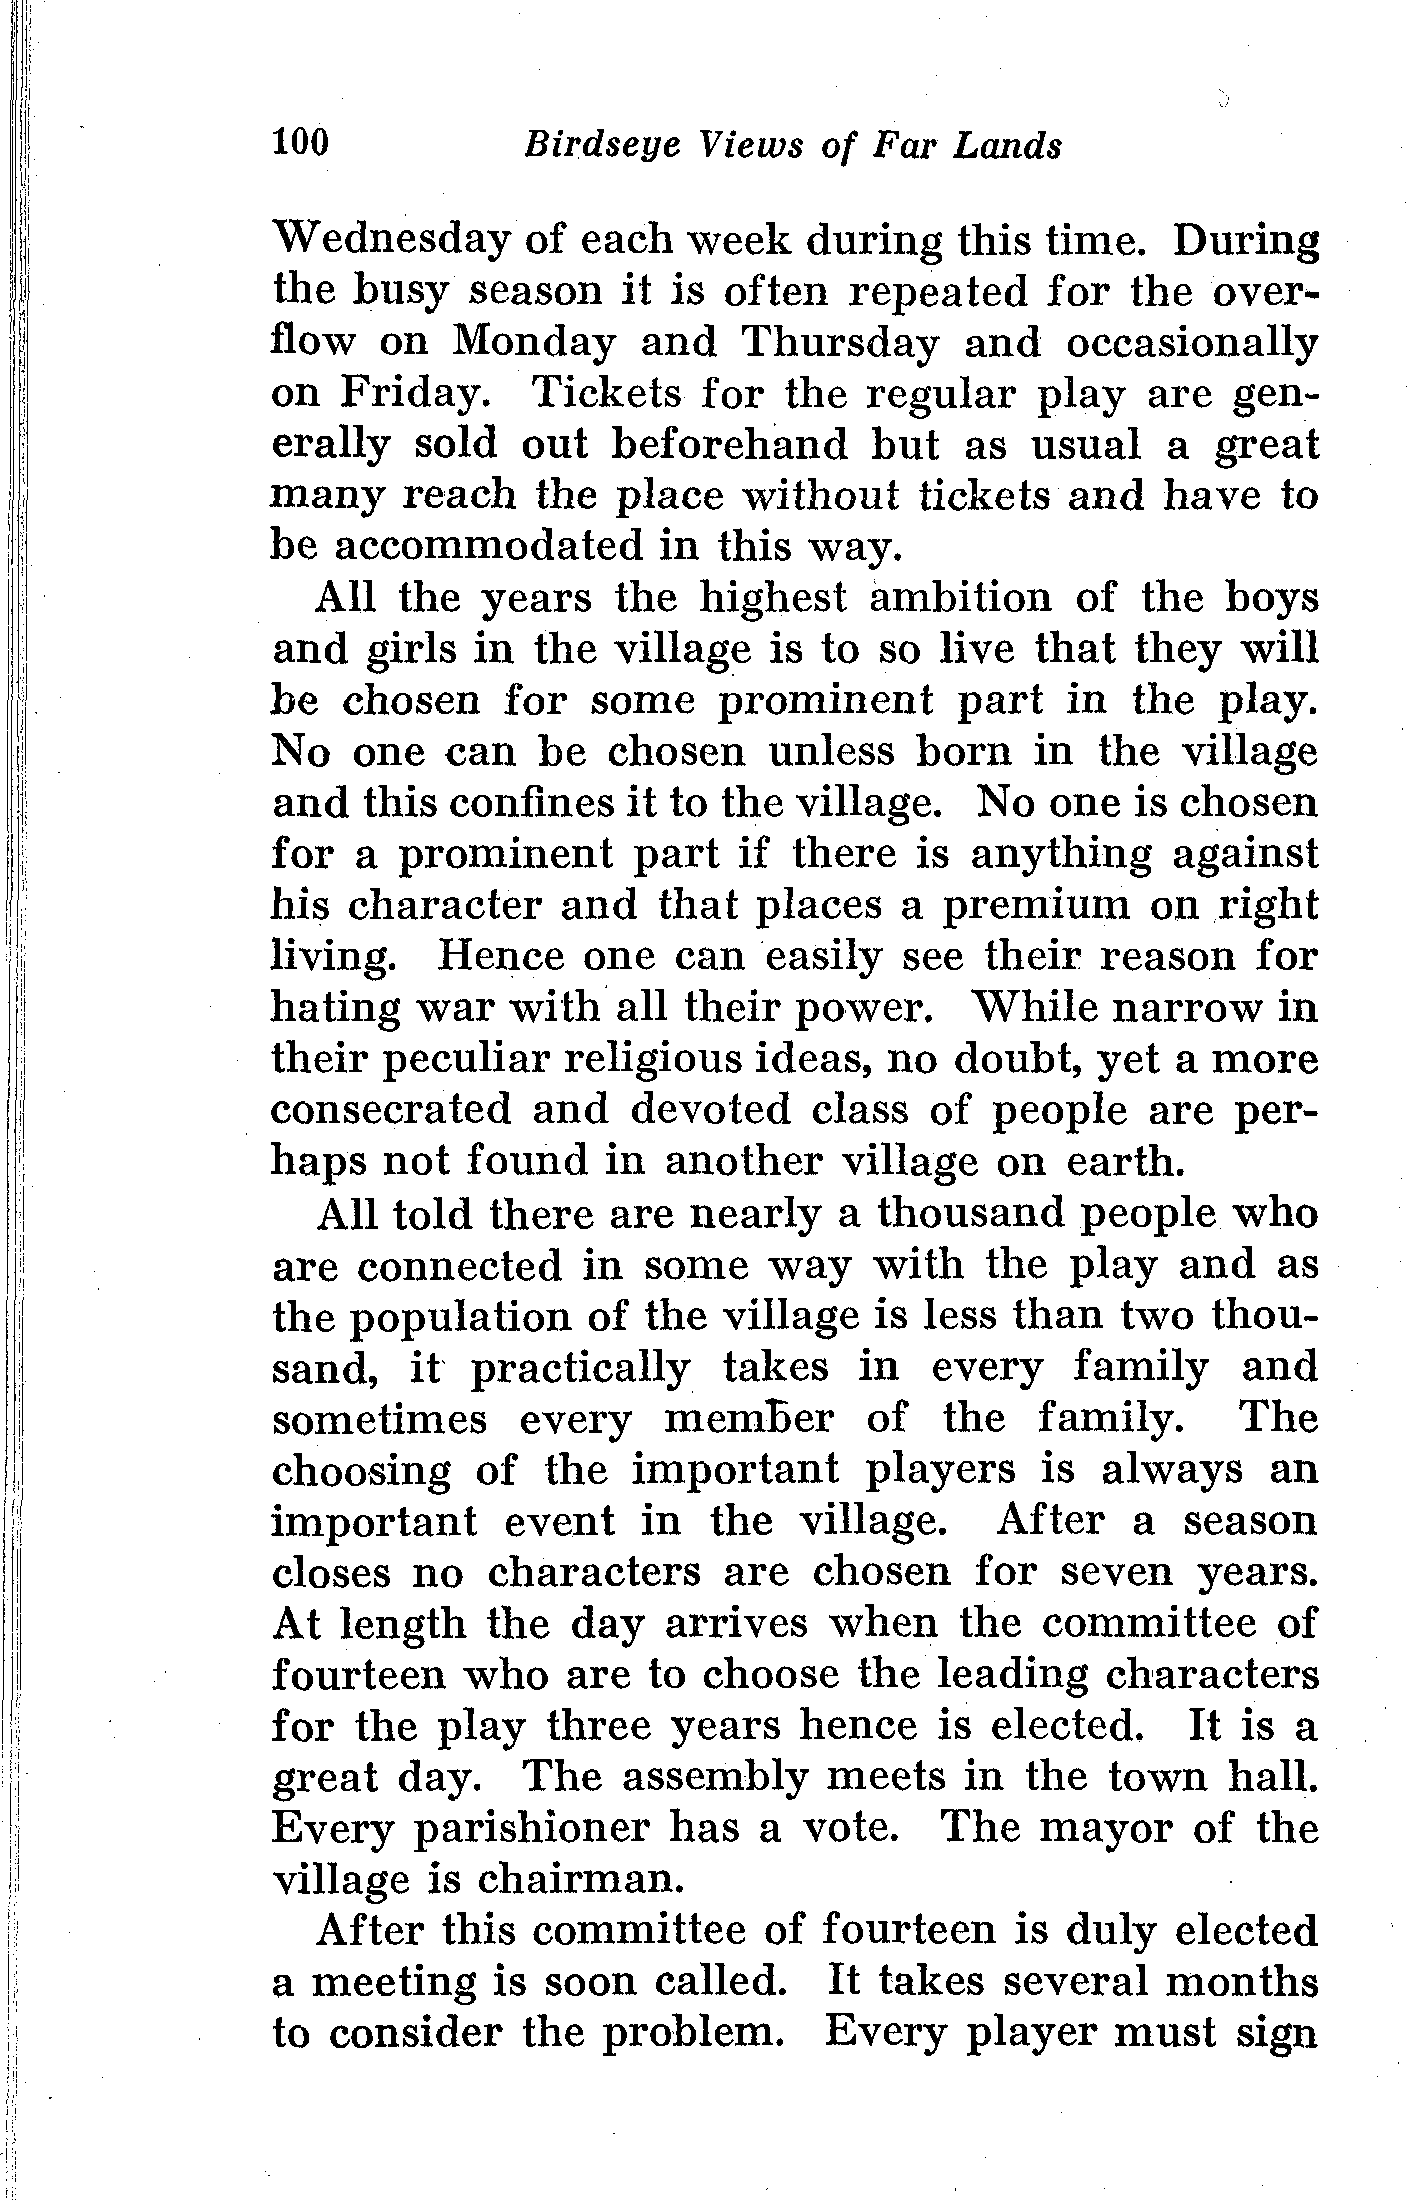 100 Birdseye Views of Far Lands
Wednesday of each week during this time. During
the busy season it is often repeated for the over-
flow on Monday and Thursday and occasionally
on Friday. Tickets for the regular play are gen-
erally sold out beforehand but as usual a great
many reach the place without tickets and have to
be accommodated in this way.
All the years the highest ambition of the boys
and girls in the village is to so live that they will
be chosen for some prominent part in the play.
No one can be chosen unless born in the village
and this confines it to the village. No one is chosen
for a prominent part if there is anything against
his character and that places a premium on right
living. Hence one can easily see their reason for
hating war with all their power. While narrow in
their peculiar religious ideas, no doubt, yet a more
consecrated and devoted class of people are per-
haps not found in another village on earth.
All told there are nearly a thousand people who
are connected in some way with the play and as
the population of the village is less than two thou-
sand, it practically takes in every family and
sometimes every member of the family. The
choosing of the important players is always an
important event in the village. After a season
closes no characters are chosen for seven years.
At length the day arrives when the committee of
fourteen who are to choose the leading characters
for the play three years hence is elected. It is a
great day. The assembly meets in the town hall.
Every parishioner has a vote. The mayor of the
village is chairman.
After this committee of fourteen is duly elected
a meeting is soon called. It takes several months
to consider the problem. Every player must sign